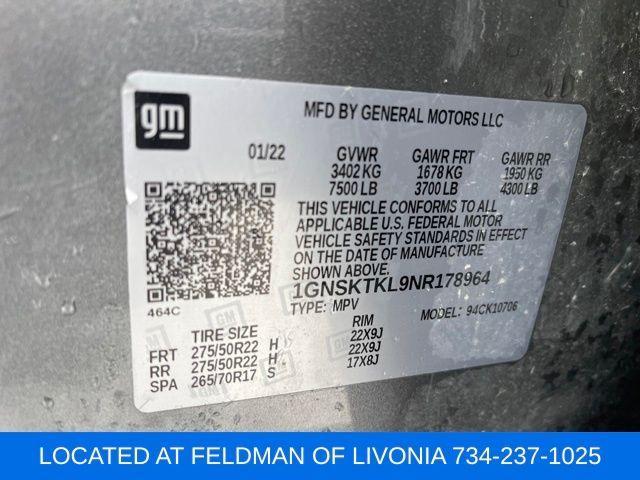 gm
MFD BY GENERAL MOTORS LLC
01/22 GVWR GAWR FRT GAWR RR
3402 KG 1678 KG 1950 KG
7500 LB 3700 LB 4300 LB
THIS VEHICLE CONFORMS TO ALL
APPLICABLE U.S. FEDERAL MOTOR
VEHICLE SAFETY STANDARDS IN EFFECT
ON THE DATE OF MANUFACTURE
SHOWN ABOVE.
1GNSKTKL9NR178964
464C TYPE: MPV MODEL: 94CK10706
TIRE SIZE RIM
FRT 275/50R22 H 22X9J
RR 275/50R22 H 22X9J
SPA 265/70R17 S 17X8J
LOCATED AT FELDMAN OF LIVONIA 734-237-1025